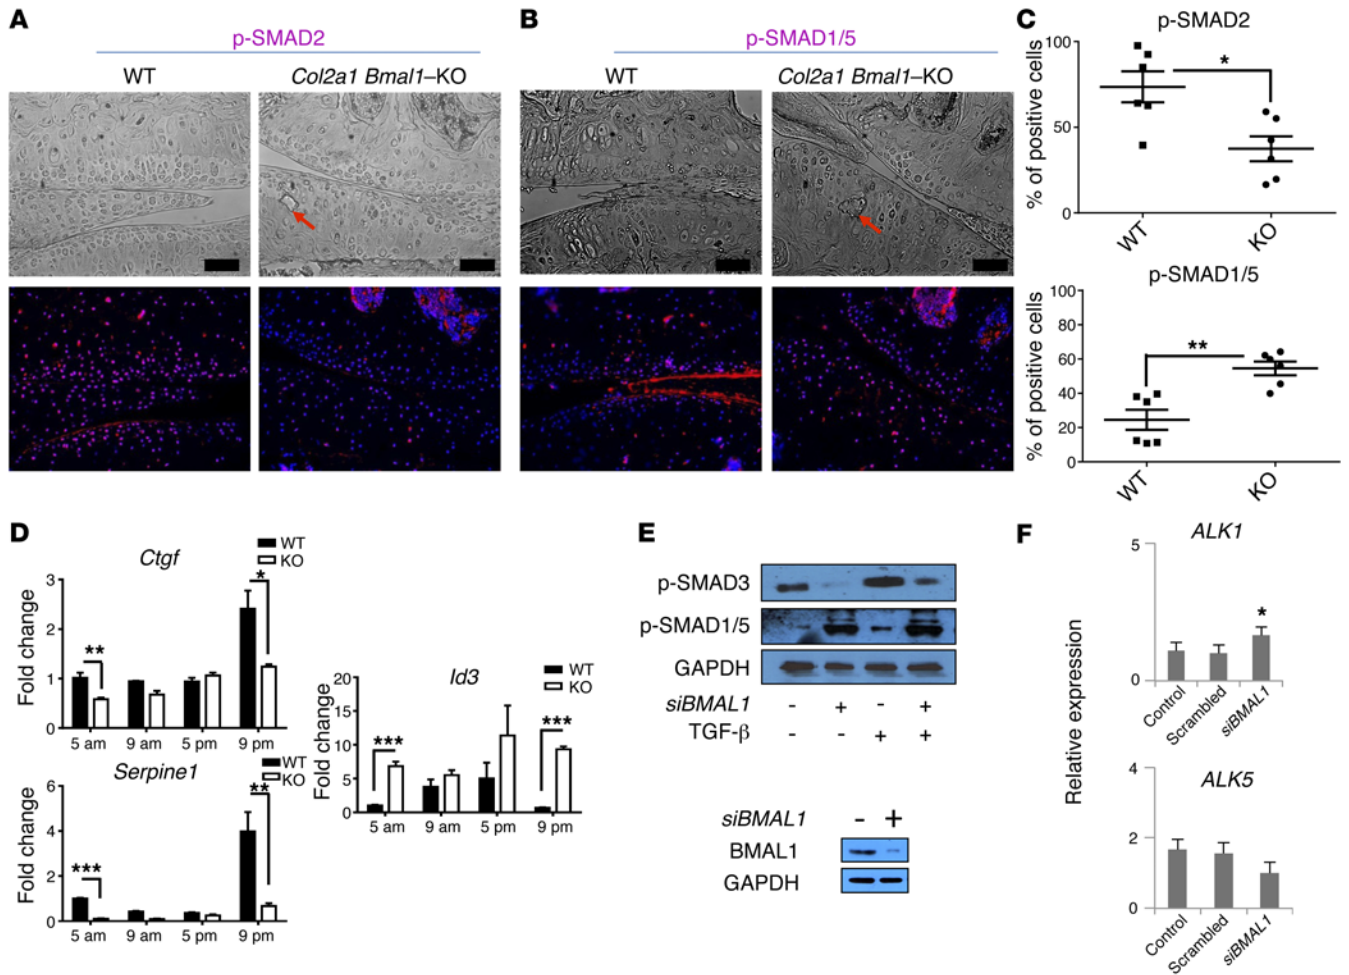 A
p-SMAD2
WT
Col2a1 Bmal1–KO
B
p-SMAD1/5
WT
Col2a1 Bmal1–KO
C
p-SMAD2
% of positive cells
100
50
0
*
WT
KO
p-SMAD1/5
% of positive cells
100
80
60
40
20
0
**
WT
KO
D
Ctgf
WT
KO
Fold change
3
2
1
0
**
*
5 am
9 am
5 pm
9 pm
Serpine1
WT
KO
Fold change
6
4
2
0
***
**
5 am
9 am
5 pm
9 pm
Id3
WT
KO
Fold change
20
15
10
5
0
***
***
5 am
9 am
5 pm
9 pm
E
p-SMAD3
p-SMAD1/5
GAPDH
siBMAL1 - + - +
TGF-β - - + +
siBMAL1 - +
BMAL1
GAPDH
F
Relative expression
ALK1
5
0
*
Control
Scrambled
siBMAL1
ALK5
4
2
0
Control
Scrambled
siBMAL1